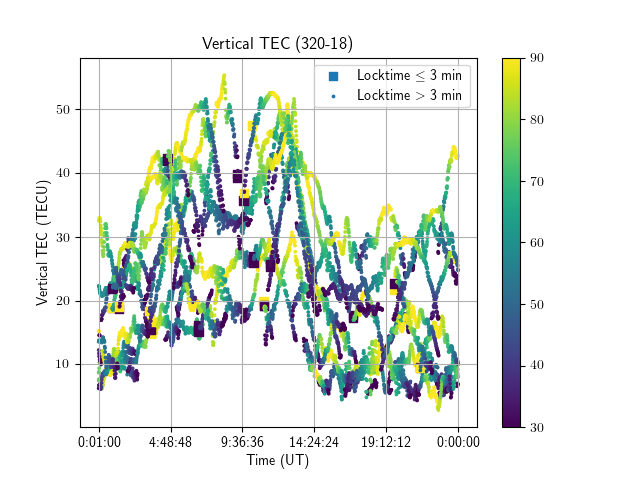 Vertical TEC (320-18)
Locktime ≤ 3 min
Locktime > 3 min
Vertical TEC (TECU)
50
40
30
20
10
0:01:00 4:48:48 9:36:36 14:24:24 19:12:12 0:00:00
Time (UT)
90
80
70
60
50
40
30